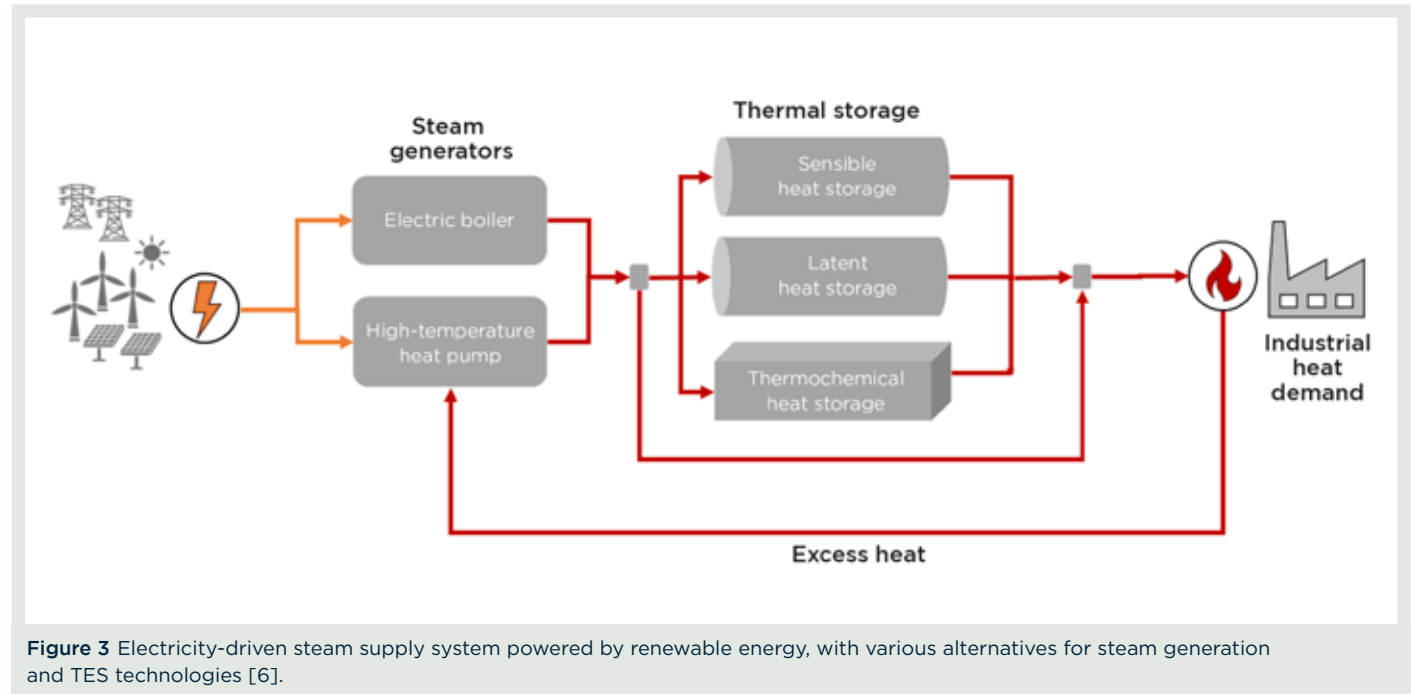 Steam
generators
Thermal storage
Electric boiler
High-temperature
heat pump
Sensible
heat storage
Latent
heat storage
Thermochemical
heat storage
Industrial
heat
demand
Excess heat
Figure 3 Electricity-driven steam supply system powered by renewable energy, with various alternatives for steam generation
and TES technologies [6].